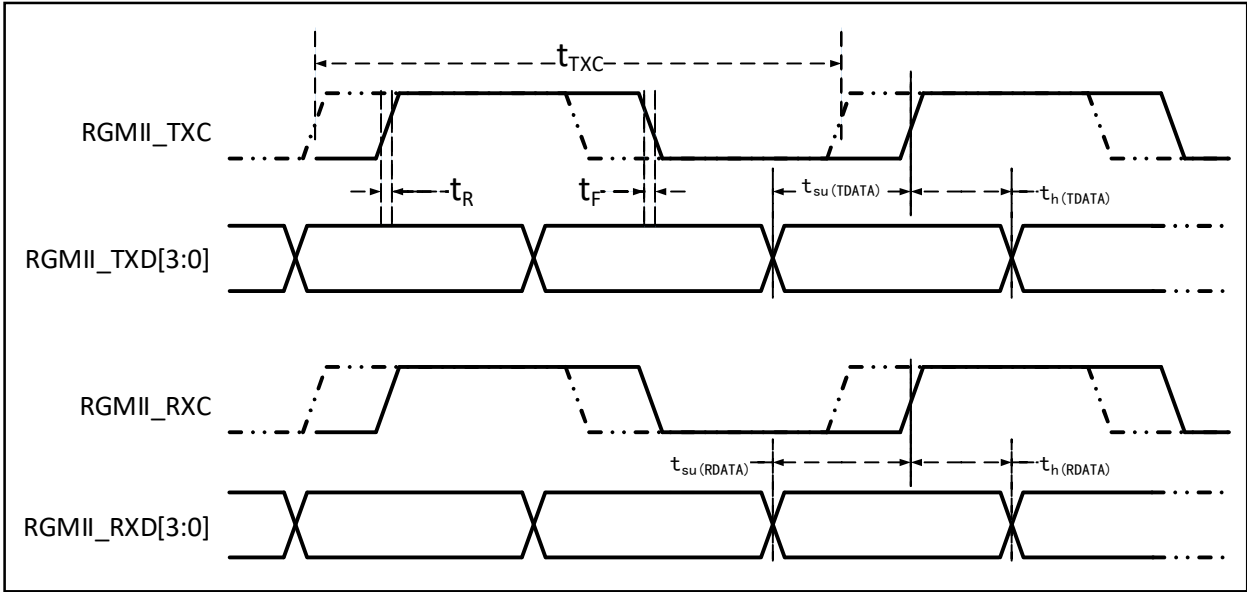 tTXC
RGMII_TXC
tR
tF
tsu(TDATA)
th(TDATA)
RGMII_TXD[3:0]
RGMII_RXC
tsu(RDATA)
th(RDATA)
RGMII_RXD[3:0]